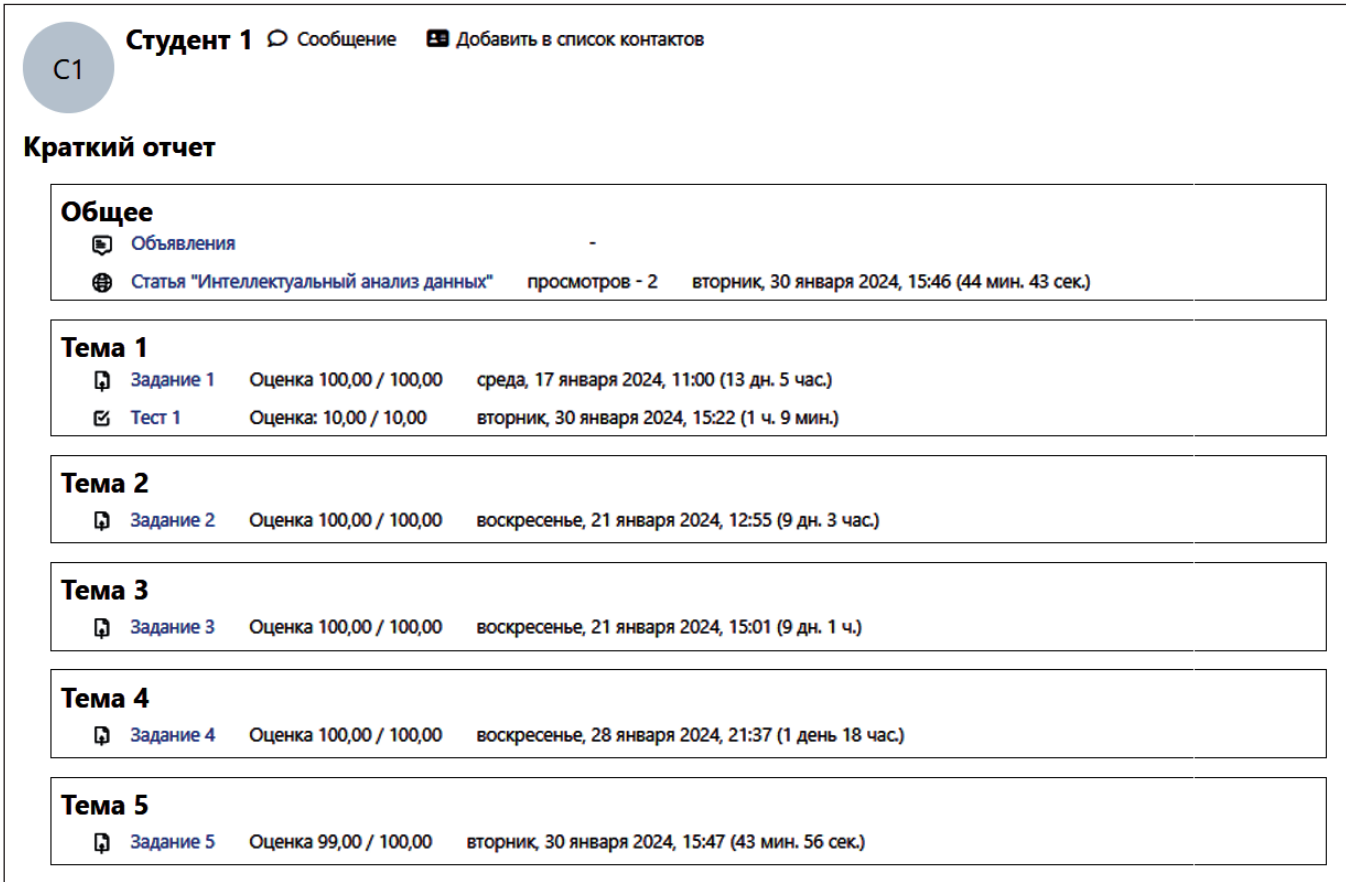 Студент 1 Сообщение Добавить в список контактов
С1
Краткий отчет
Общее
Объявления -
Статья "Интеллектуальный анализ данных" просмотров - 2 вторник, 30 января 2024, 15:46 (44 мин. 43 сек.)
Тема 1
Задание 1 Оценка 100,00 / 100,00 среда, 17 января 2024, 11:00 (13 дн. 5 час.)
Тест 1 Оценка: 10,00 / 10,00 вторник, 30 января 2024, 15:22 (1 ч. 9 мин.)
Тема 2
Задание 2 Оценка 100,00 / 100,00 воскресенье, 21 января 2024, 12:55 (9 дн. 3 час.)
Тема 3
Задание 3 Оценка 100,00 / 100,00 воскресенье, 21 января 2024, 15:01 (9 дн. 1 ч.)
Тема 4
Задание 4 Оценка 100,00 / 100,00 воскресенье, 28 января 2024, 21:37 (1 день 18 час.)
Тема 5
Задание 5 Оценка 99,00 / 100,00 вторник, 30 января 2024, 15:47 (43 мин. 56 сек.)